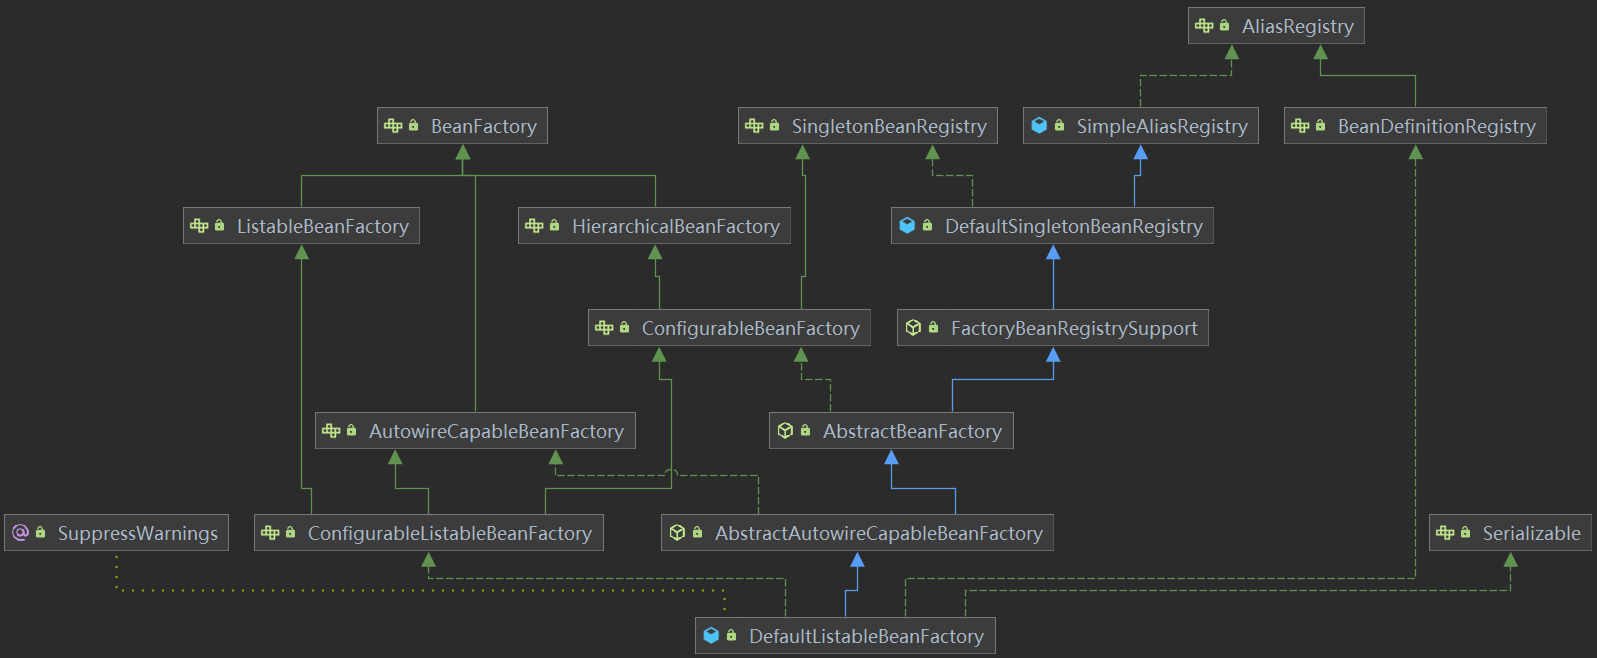 AliasRegistry
BeanFactory
SingletonBeanRegistry
SimpleAliasRegistry
BeanDefinitionRegistry
ListableBeanFactory
HierarchicalBeanFactory
DefaultSingletonBeanRegistry
ConfigurableBeanFactory
FactoryBeanRegistrySupport
AutowireCapableBeanFactory
AbstractBeanFactory
SuppressWarnings
ConfigurableListableBeanFactory
AbstractAutowireCapableBeanFactory
Serializable
DefaultListableBeanFactory